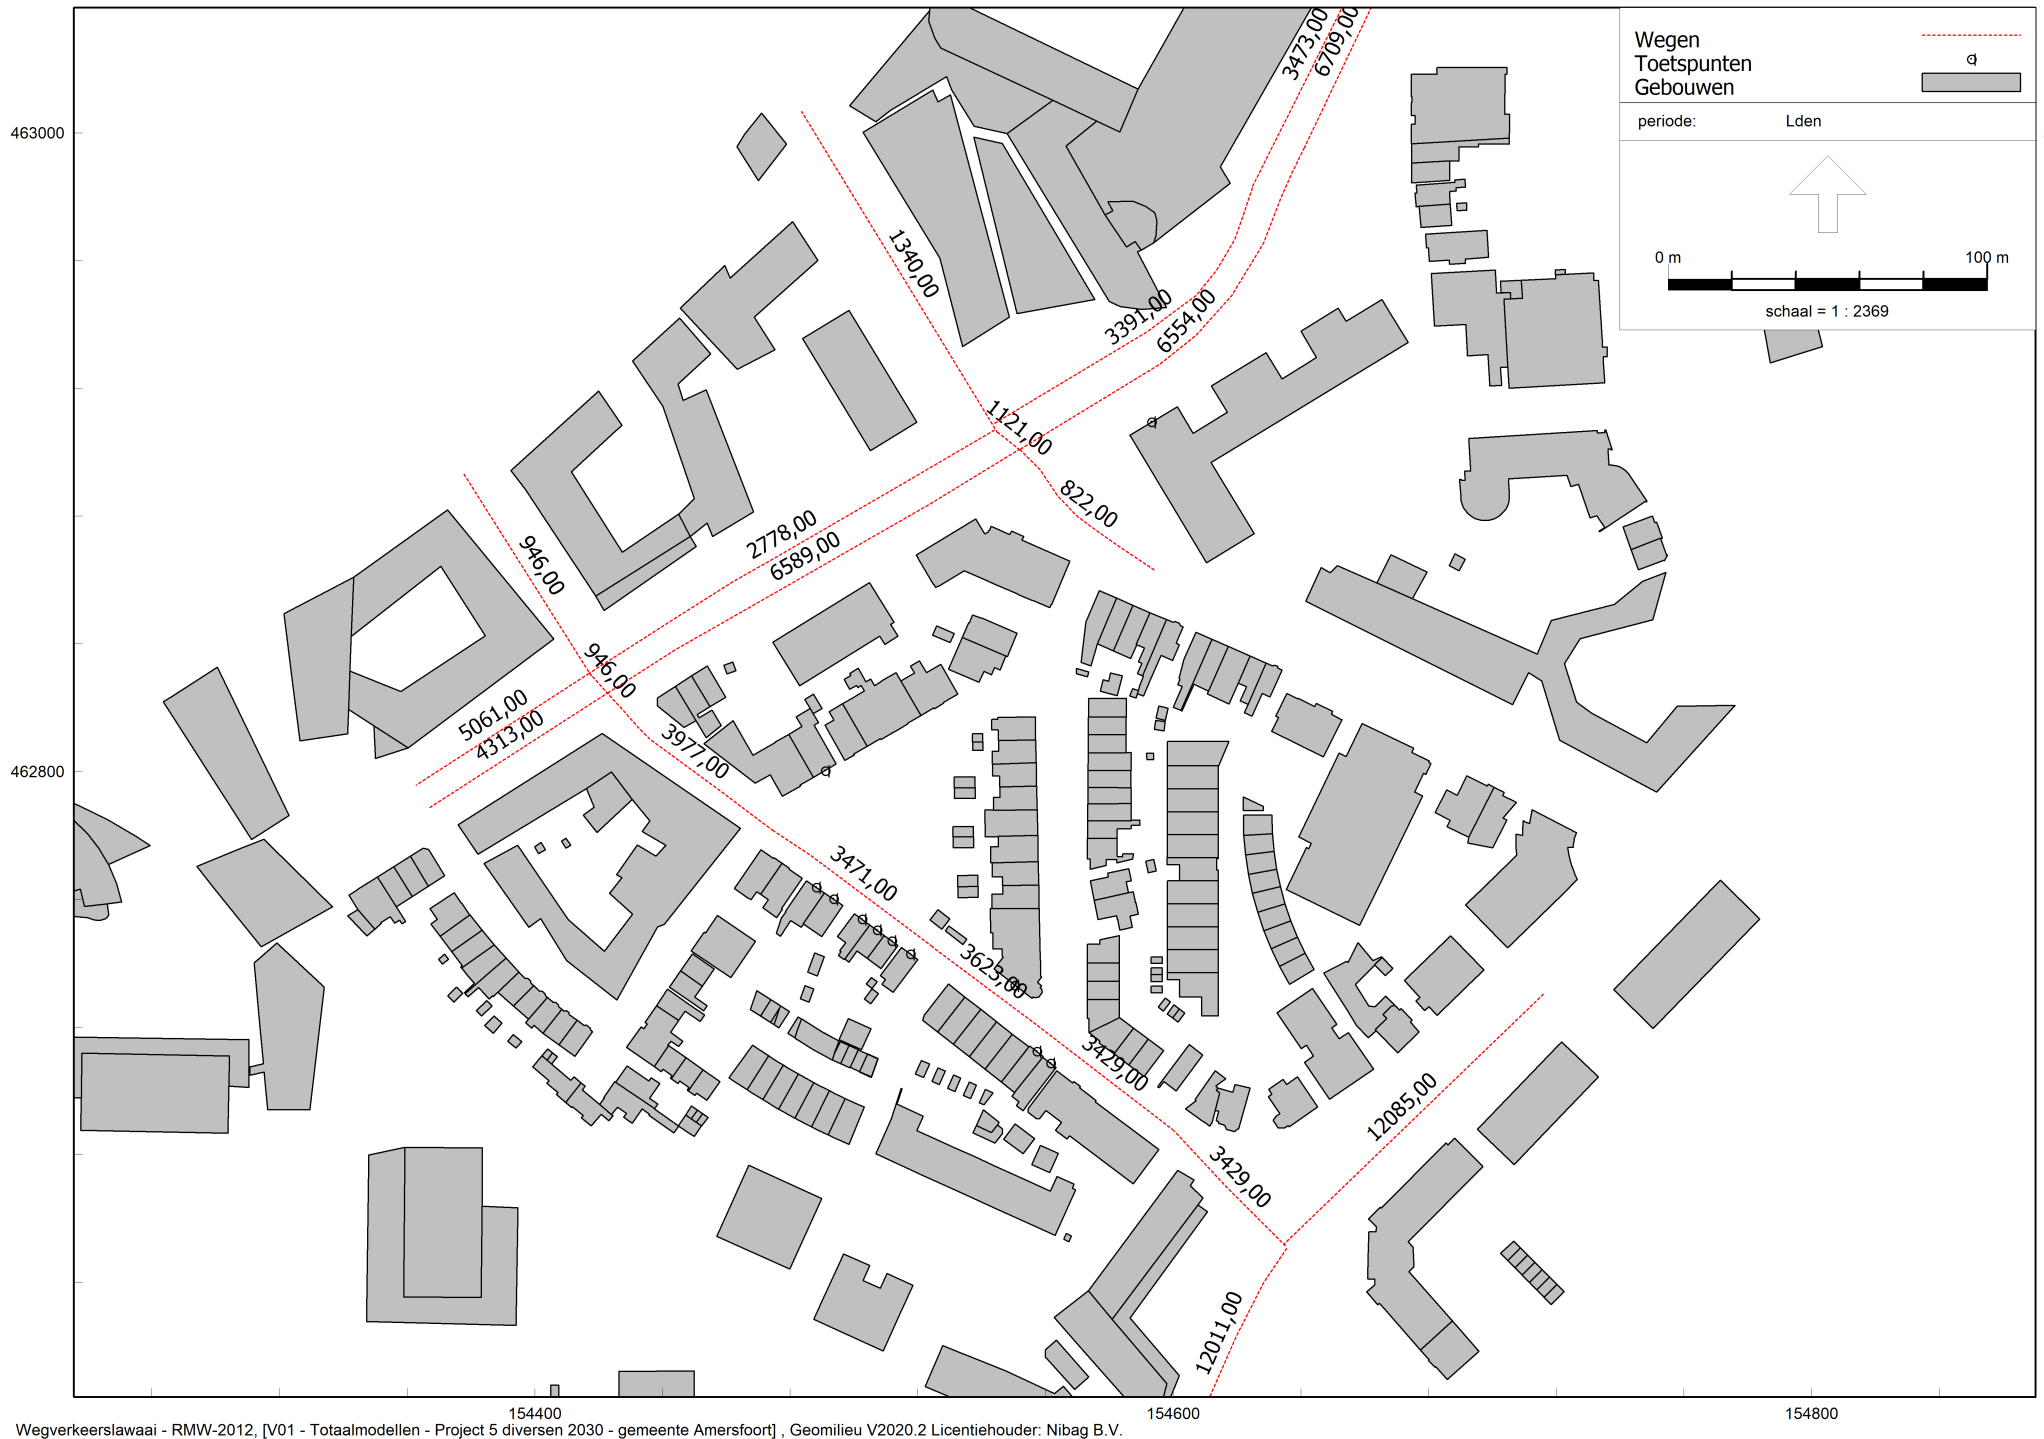 3473,00
6709,00
Wegen
Toetspunten
Gebouwen
periode: Lden
463000
0 m 100 m
schaal = 1 : 2369
1340,00
3391,00
6554,00
1121,00
822,00
2778,00
6589,00
946,00
946,00
5061,00
4313,00
3977,00
462800
3471,00
3623,00
3429,00
12085,00
3429,00
12011,00
154400 154600 154800
Wegverkeerslawaai - RMW-2012, [V01 - Totaalmodellen - Project 5 diversen 2030 - gemeente Amersfoort] , Geomilieu V2020.2 Licentiehouder: Nibag B.V.